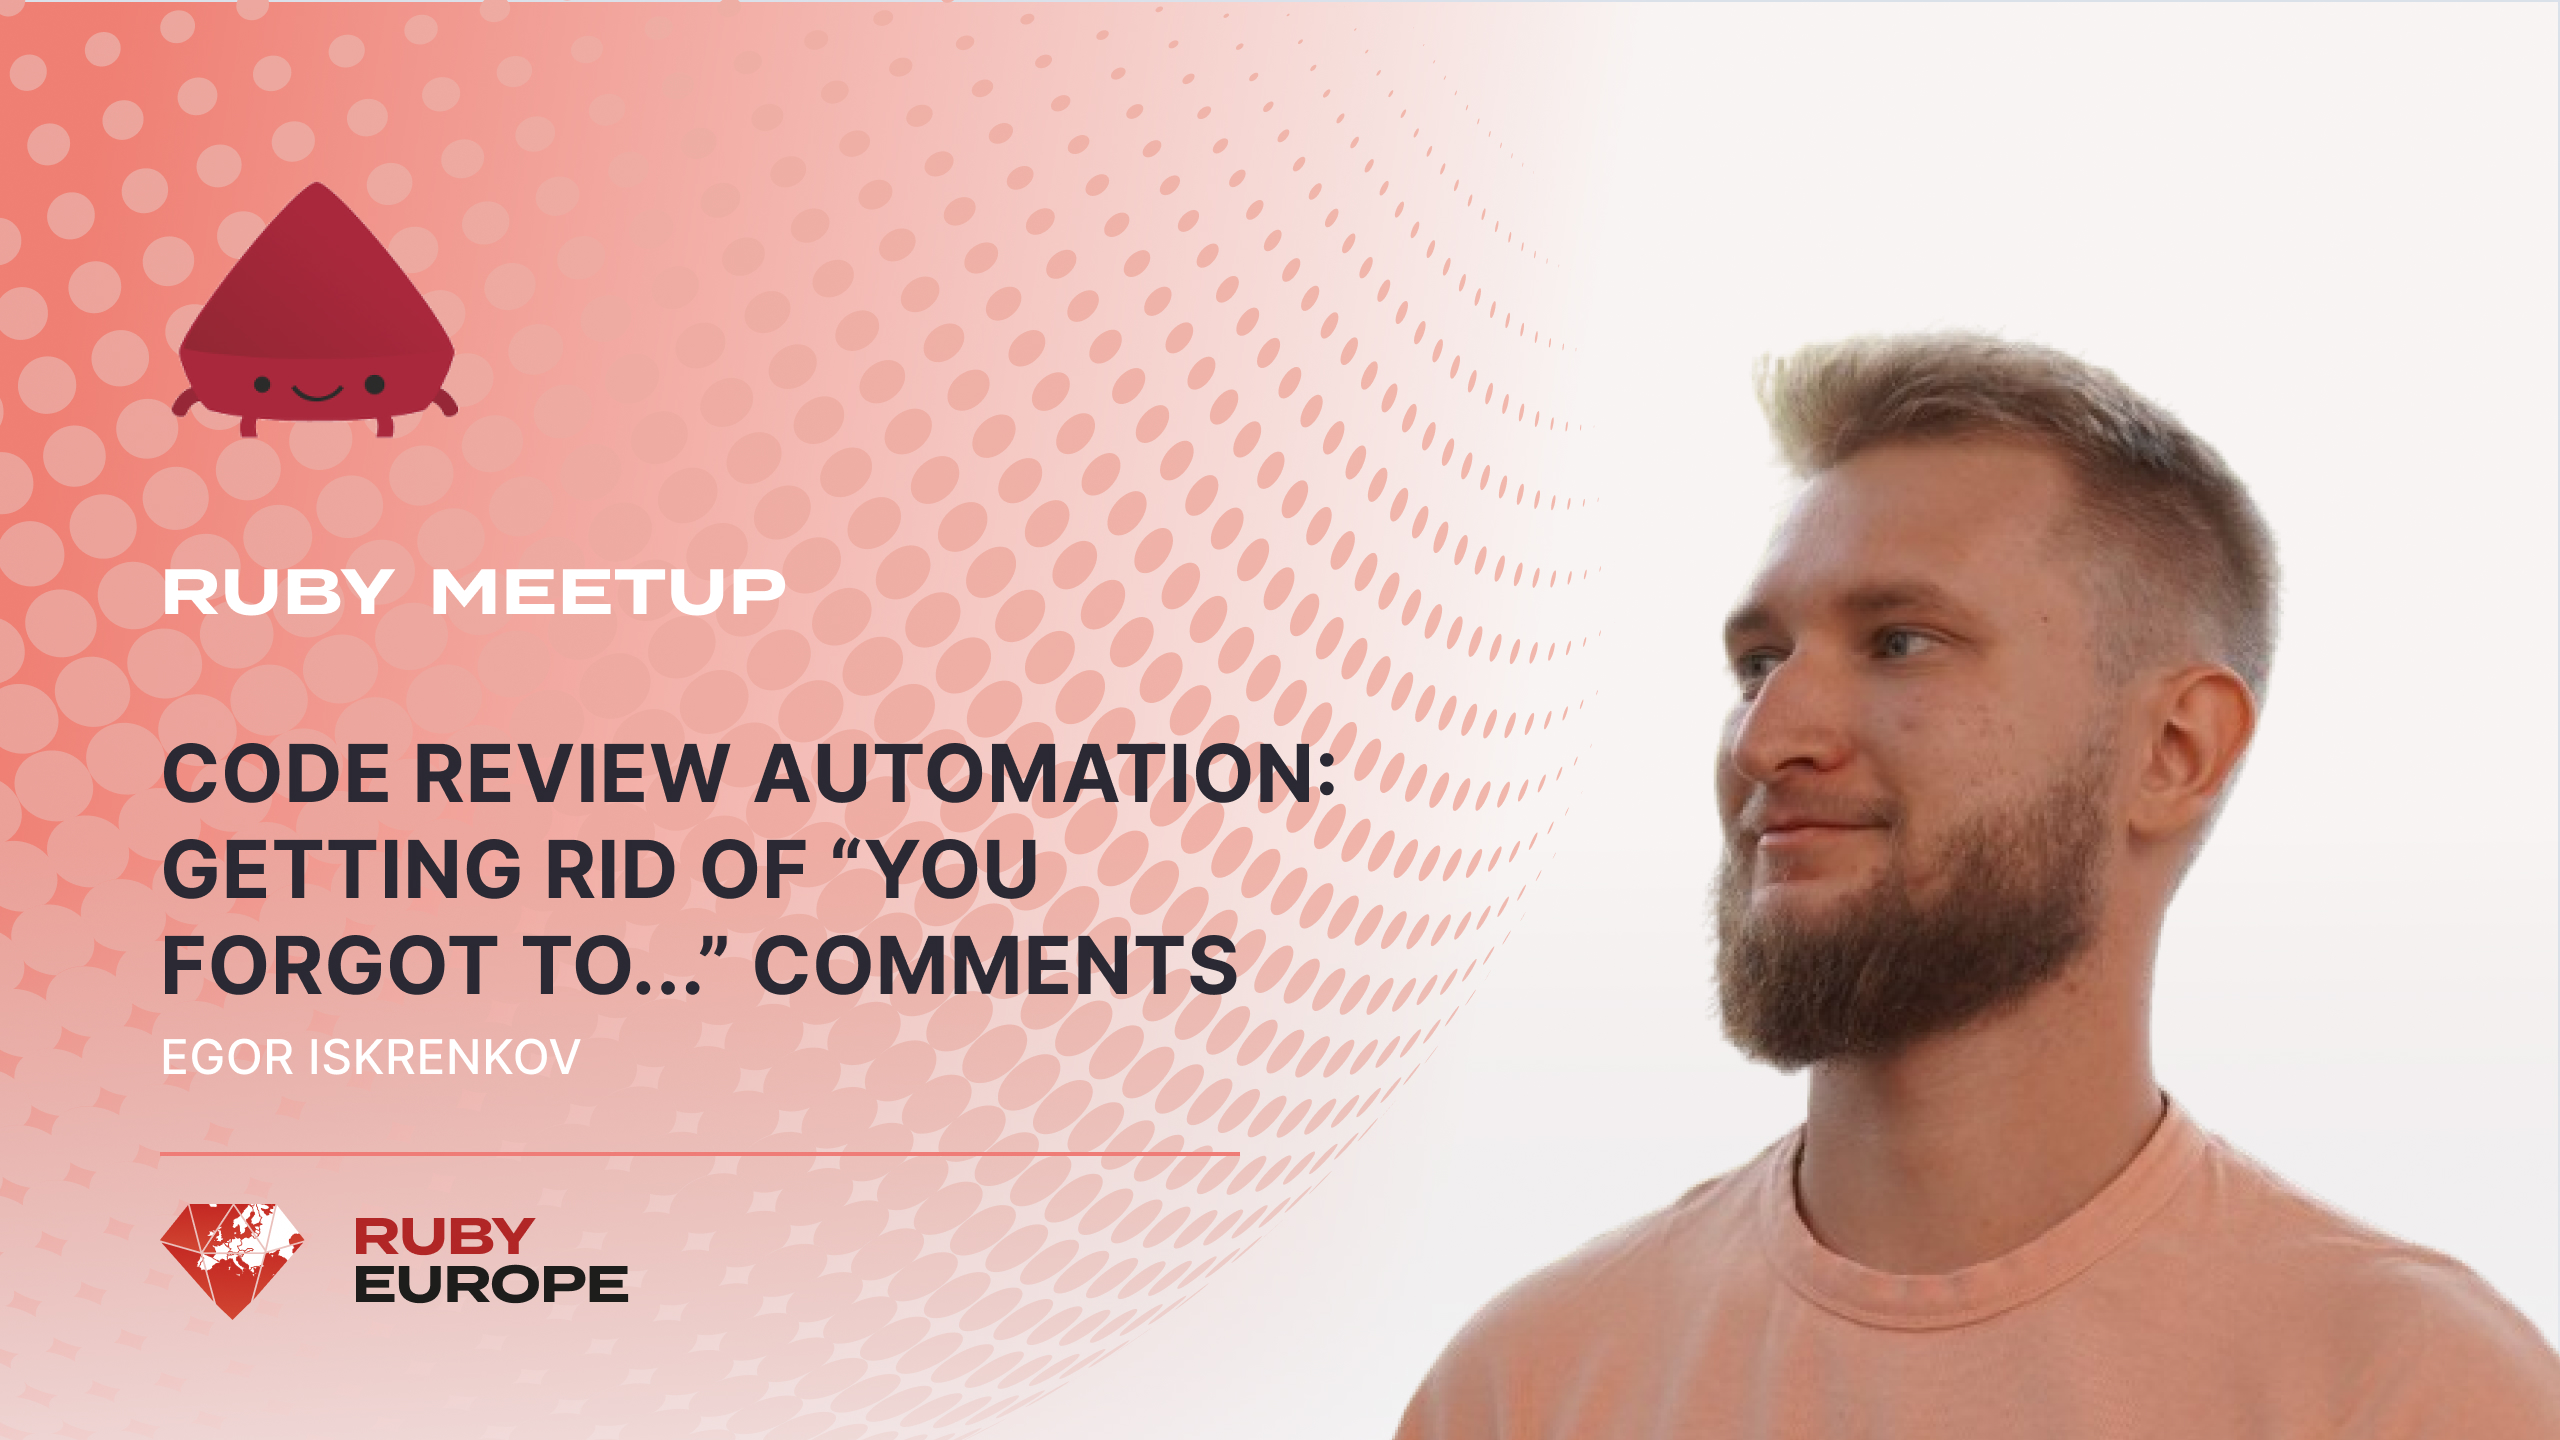 RUBY MEETUP
CODE REVIEW AUTOMATION:
GETTING RID OF “YOU
FORGOT TO...” COMMENTS
EGOR ISKRENKOV
RUBY
EUROPE